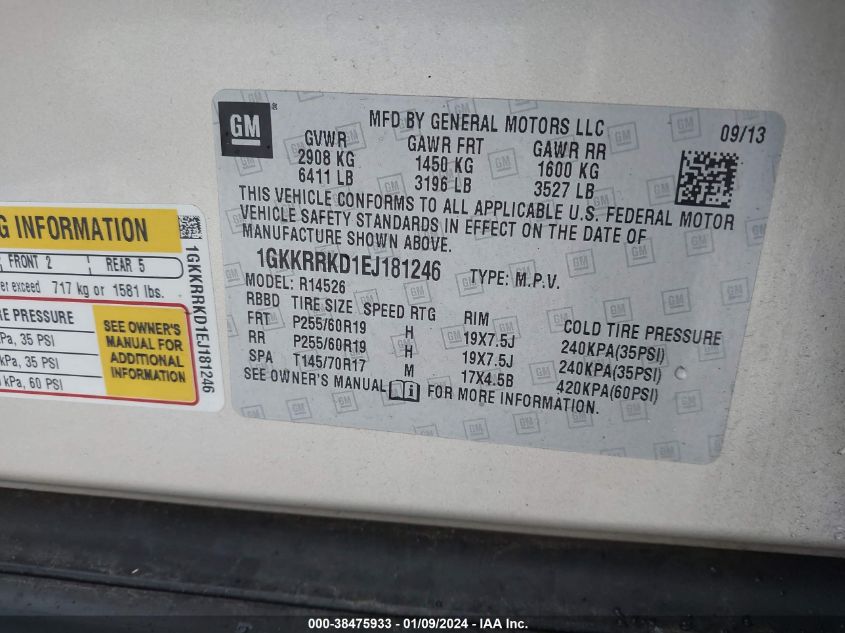 GM
®
MFD BY GENERAL MOTORS LLC
09/13
GVWR GAWR FRT GAWR RR
2908 KG 1450 KG 1600 KG
6411 LB 3196 LB 3527 LB
THIS VEHICLE CONFORMS TO ALL APPLICABLE U.S. FEDERAL MOTOR
VEHICLE SAFETY STANDARDS IN EFFECT ON THE DATE OF
MANUFACTURE SHOWN ABOVE.
1GKKRRKD1EJ181246 TYPE: M.P.V.
MODEL: R14526
RBBD TIRE SIZE SPEED RTG RIM COLD TIRE PRESSURE
FRT P255/60R19 H 19X7.5J 240KPA(35PSI)
RR P255/60R19 H 19X7.5J 240KPA(35PSI)
SPA T145/70R17 M 17X4.5B 420KPA(60PSI)
SEE OWNER'S MANUAL FOR MORE INFORMATION.
G INFORMATION
FRONT 2 REAR 5
er exceed 717 kg or 1581 lbs.
E PRESSURE
kPa, 35 PSI
kPa, 35 PSI
kPa, 60 PSI
SEE OWNER'S
MANUAL FOR
ADDITIONAL
INFORMATION
1GKKRRKD1EJ181246
000-38475933 - 01/09/2024 - IAA Inc.